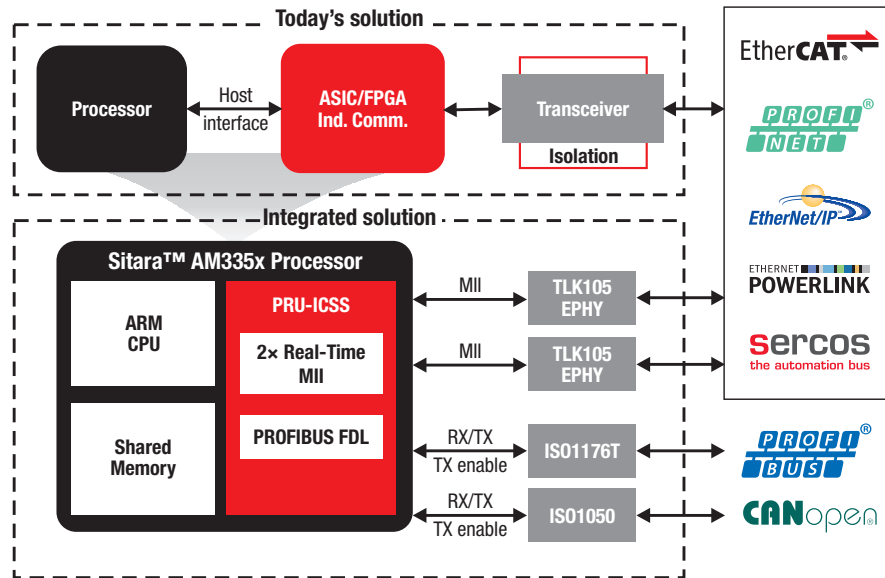 Today's solution
Processor
Host
interface
ASIC/FPGA
Ind. Comm.
Transceiver
Isolation
EtherCAT®
PROFI®
NET
EtherNet/IP™
ETHERNET
POWERLINK
sercos
the automation bus
Integrated solution
Sitara™ AM335x Processor
ARM
CPU
Shared
Memory
PRU-ICSS
2× Real-Time
MII
PROFIBUS FDL
MII
TLK105
EPHY
MII
TLK105
EPHY
RX/TX
TX enable
ISO1176T
PROFI®
BUS
RX/TX
TX enable
ISO1050
CANopen®